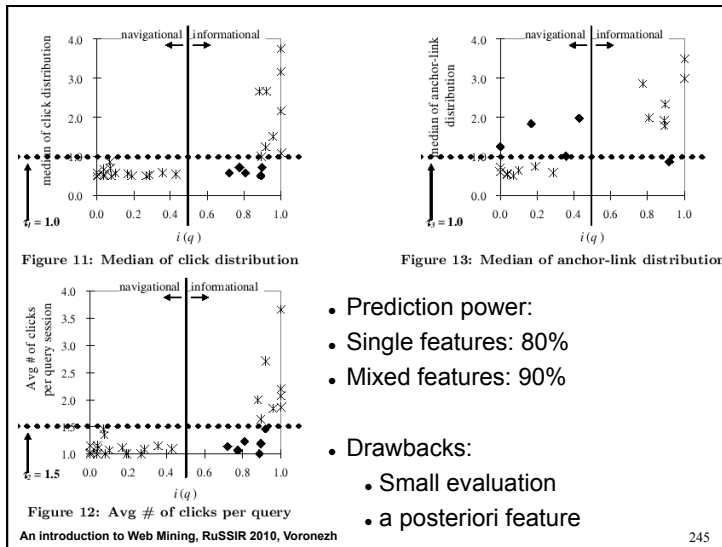 navigational informational
4.0
3.0
2.0
1.0
0.0
median of click distribution
0.0 0.2 0.4 0.6 0.8 1.0
i (q)
τ₁ = 1.0
Figure 11: Median of click distribution
navigational informational
4.0
3.0
2.0
1.0
0.0
median of anchor-link
distribution
0.0 0.2 0.4 0.6 0.8 1.0
i (q)
τ₃ = 1.0
Figure 13: Median of anchor-link distribution
navigational informational
4.0
3.5
3.0
2.5
2.0
1.5
1.0
Avg # of clicks
per query session
0.0 0.2 0.4 0.6 0.8 1.0
i (q)
τ₂ = 1.5
Figure 12: Avg # of clicks per query
• Prediction power:
• Single features: 80%
• Mixed features: 90%
• Drawbacks:
• Small evaluation
• a posteriori feature
An introduction to Web Mining, RuSSIR 2010, Voronezh
245